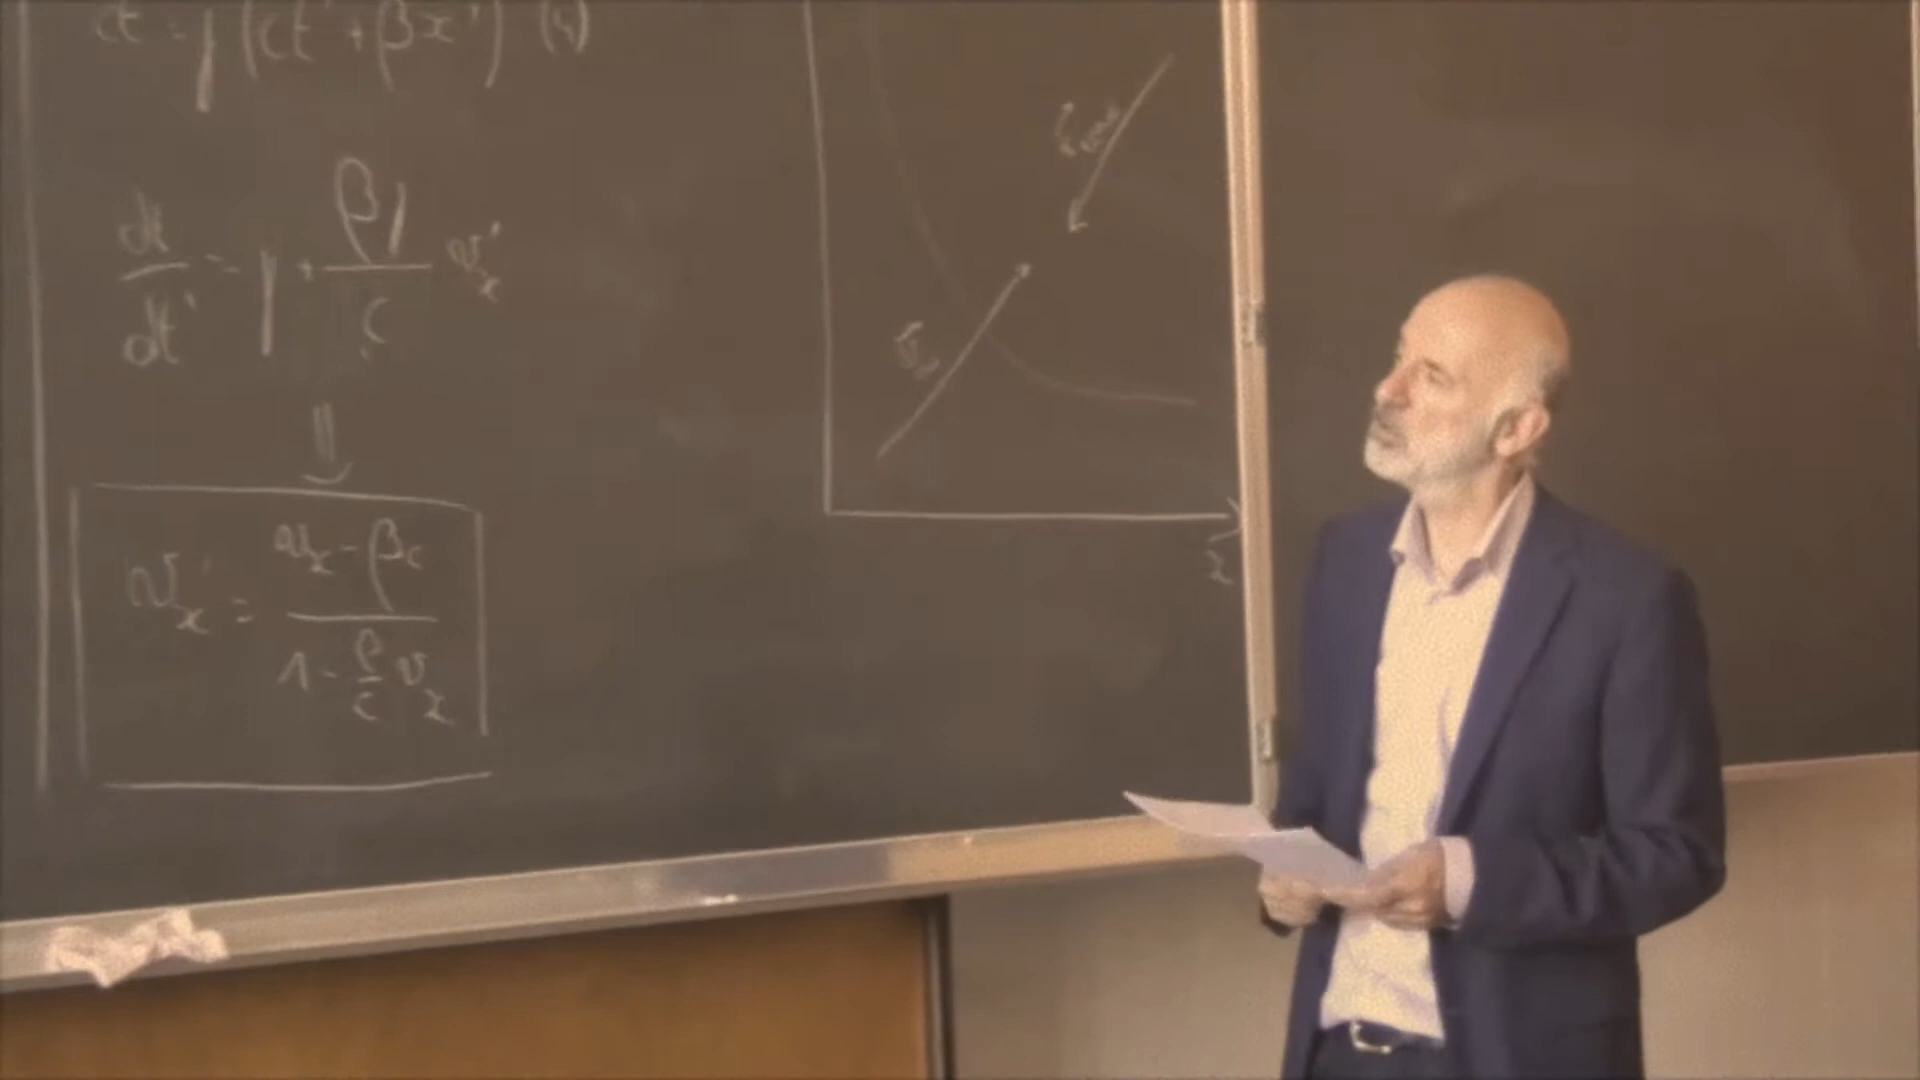 ct = γ(ct' + βx') (4)
dt/dt' = γ + βγ/c v'ₓ
⇓
v'ₓ = (vₓ - βc)/(1 - β/c vₓ)
x